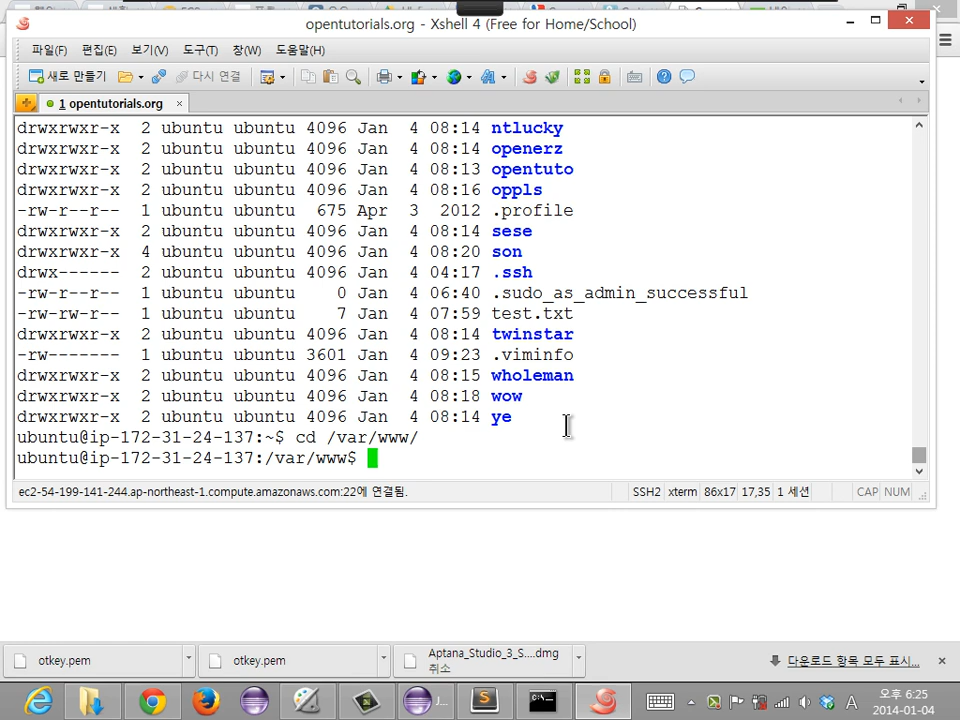 opentutorials.org - Xshell 4 (Free for Home/School)
파일(F) 편집(E) 보기(V) 도구(T) 창(W) 도움말(H)
새로 만들기 다시 연결
1 opentutorials.org ×
drwxrwxr-x 2 ubuntu ubuntu 4096 Jan 4 08:14 ntlucky
drwxrwxr-x 2 ubuntu ubuntu 4096 Jan 4 08:14 openerz
drwxrwxr-x 2 ubuntu ubuntu 4096 Jan 4 08:13 opentuto
drwxrwxr-x 2 ubuntu ubuntu 4096 Jan 4 08:16 oppls
-rw-r--r-- 1 ubuntu ubuntu 675 Apr 3 2012 .profile
drwxrwxr-x 2 ubuntu ubuntu 4096 Jan 4 08:14 sese
drwxrwxr-x 4 ubuntu ubuntu 4096 Jan 4 08:20 son
drwx------ 2 ubuntu ubuntu 4096 Jan 4 04:17 .ssh
-rw-r--r-- 1 ubuntu ubuntu 0 Jan 4 06:40 .sudo_as_admin_successful
-rw-rw-r-- 1 ubuntu ubuntu 7 Jan 4 07:59 test.txt
drwxrwxr-x 2 ubuntu ubuntu 4096 Jan 4 08:14 twinstar
-rw------- 1 ubuntu ubuntu 3601 Jan 4 09:23 .viminfo
drwxrwxr-x 2 ubuntu ubuntu 4096 Jan 4 08:15 wholeman
drwxrwxr-x 2 ubuntu ubuntu 4096 Jan 4 08:18 wow
drwxrwxr-x 2 ubuntu ubuntu 4096 Jan 4 08:14 ye
ubuntu@ip-172-31-24-137:~$ cd /var/www/
ubuntu@ip-172-31-24-137:/var/www$
ec2-54-199-141-244.ap-northeast-1.compute.amazonaws.com:22에 연결됨. SSH2 xterm 86x17 17,35 1 세션 CAP NUM
otkey.pem otkey.pem Aptana_Studio_3_S....dmg 다운로드 항목 모두 표시...
취소
A 오후 6:25
2014-01-04